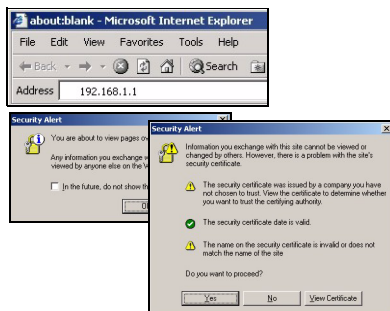 about:blank - Microsoft Internet Explorer
File Edit View Favorites Tools Help
Back Search
Address 192.168.1.1
Security Alert
You are about to view pages ov
Any information you exchange w
viewed by anyone else on the W
In the future, do not show th
Security Alert
Information you exchange with this site cannot be viewed or
changed by others. However, there is a problem with the site's
security certificate.
The security certificate was issued by a company you have
not chosen to trust. View the certificate to determine whether
you want to trust the certifying authority.
The security certificate date is valid.
The name on the security certificate is invalid or does not
match the name of the site
Do you want to proceed?
Yes No View Certificate